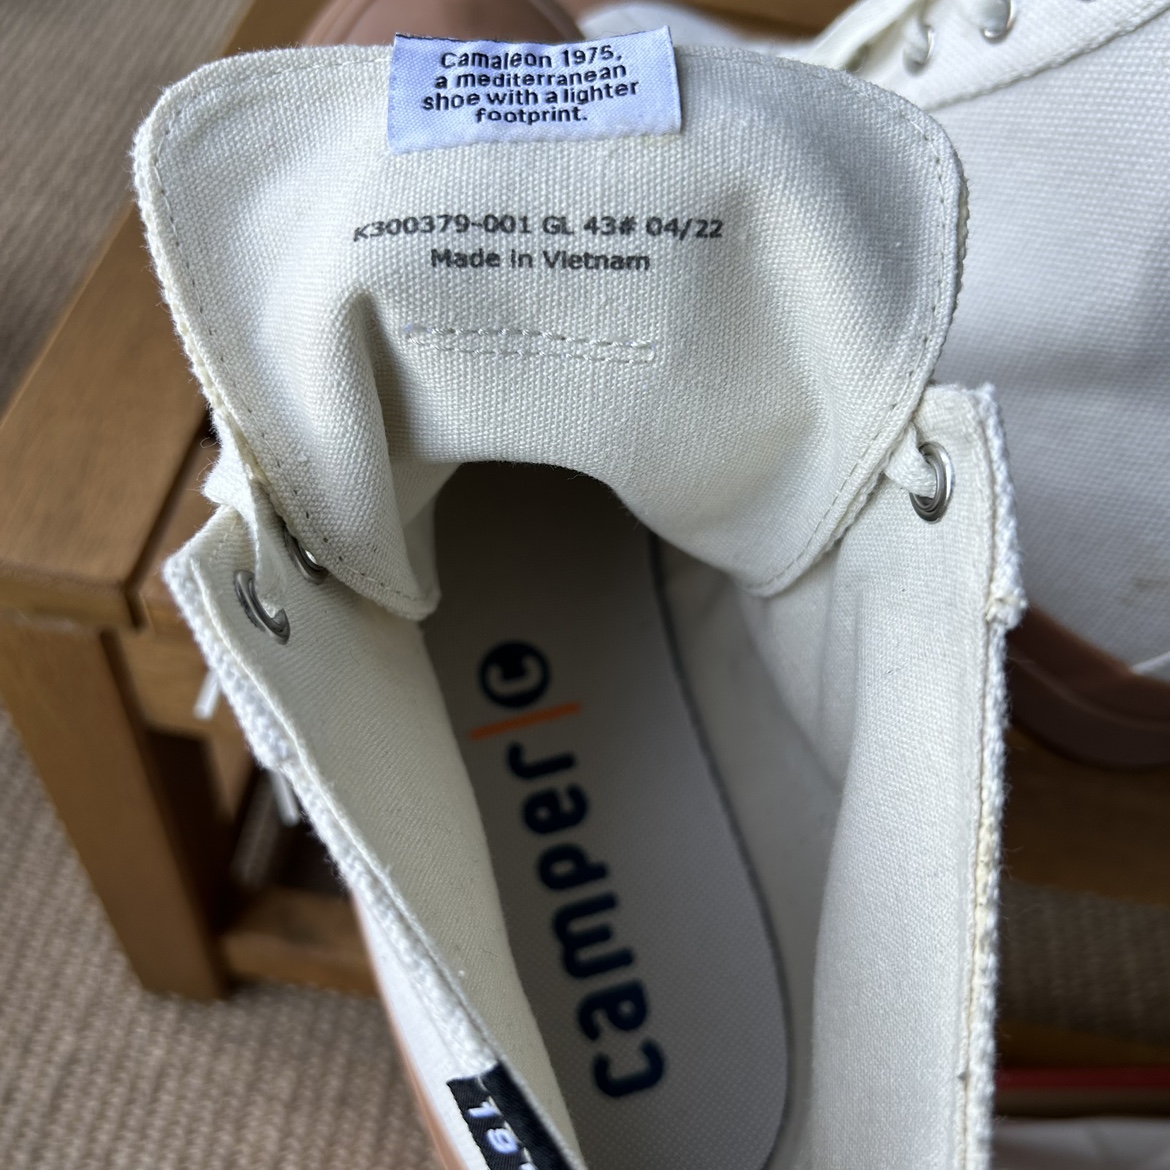 Camaleon 1975,
a mediterranean
shoe with a lighter
footprint.
K300379-001 GL 43# 04/22
Made in Vietnam
camper